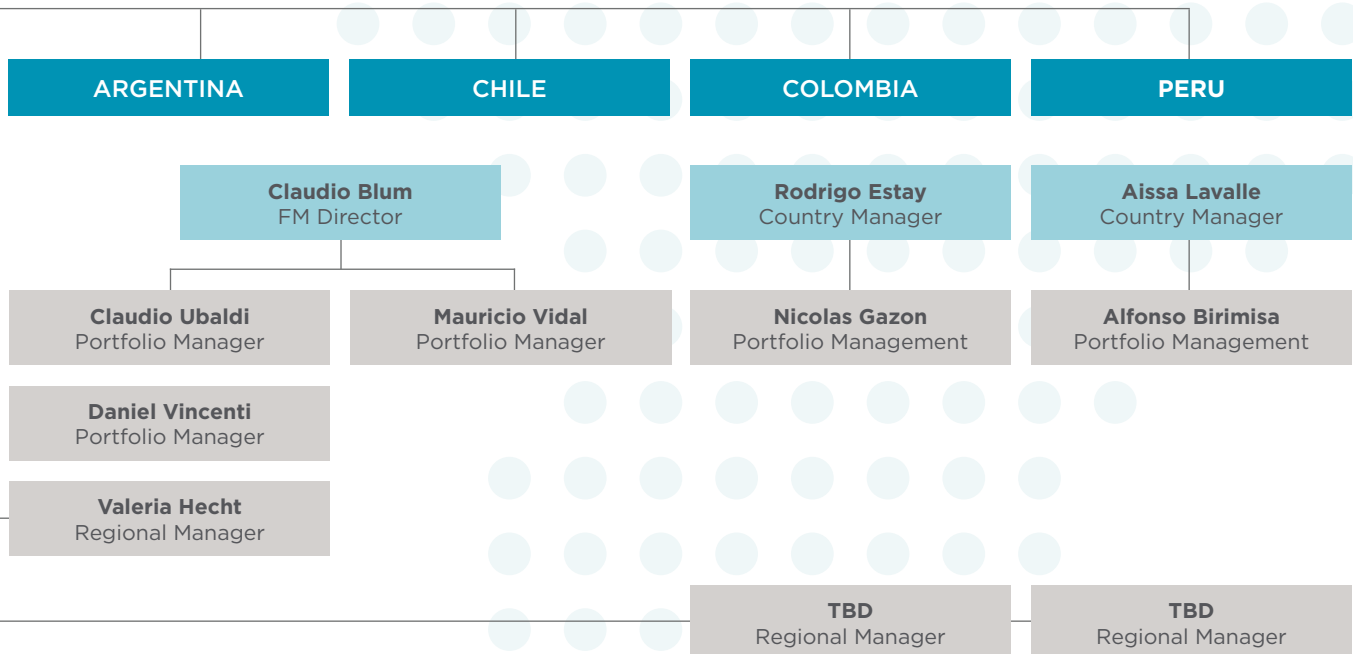 ARGENTINA
CHILE
COLOMBIA
PERU
Claudio Blum
FM Director
Rodrigo Estay
Country Manager
Aissa Lavalle
Country Manager
Claudio Ubaldi
Portfolio Manager
Mauricio Vidal
Portfolio Manager
Nicolas Gazon
Portfolio Management
Alfonso Birimisa
Portfolio Management
Daniel Vincenti
Portfolio Manager
Valeria Hecht
Regional Manager
TBD
Regional Manager
TBD
Regional Manager